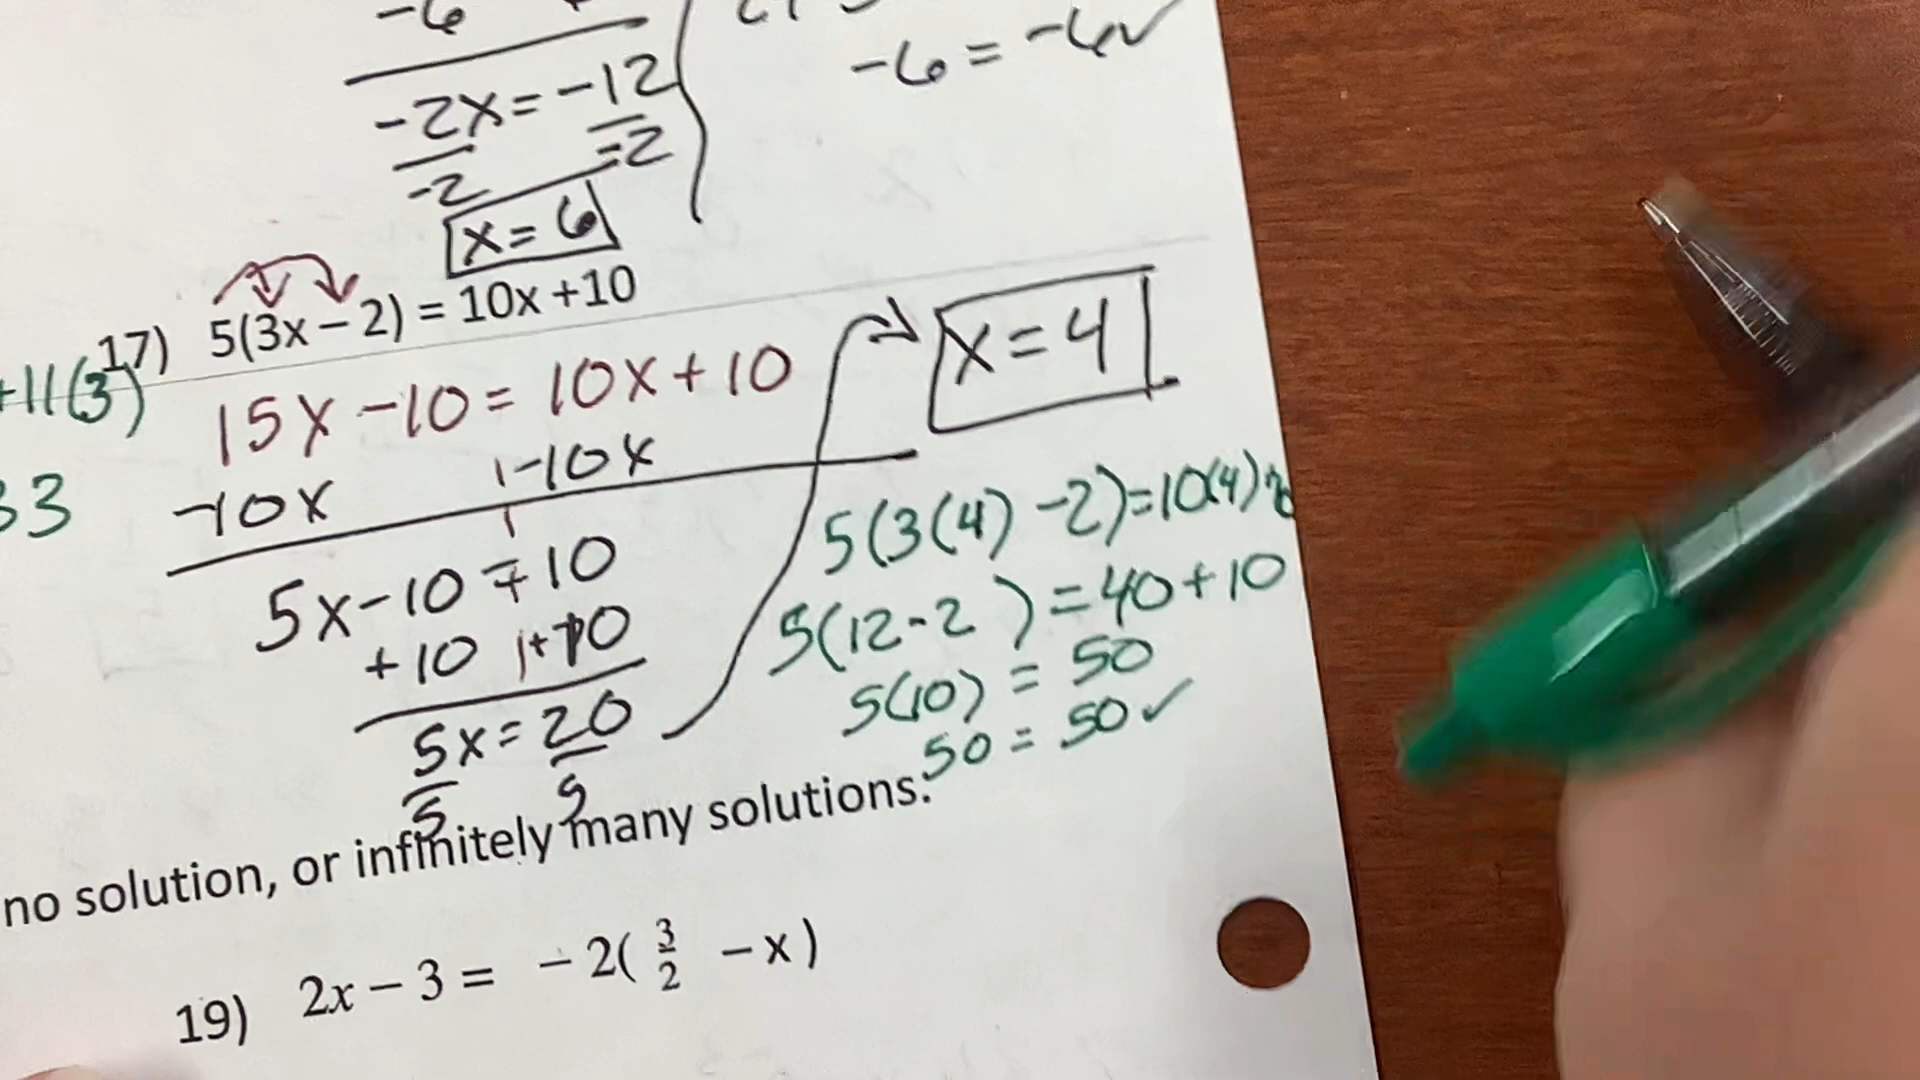 -6
-6 = -6✓
-2x = -12
-2 -2
x = 6
17) 5(3x – 2) = 10x +10
+11(3)
15x -10 = 10x + 10
x = 4
-10x -10x
33
5(3(4) -2) = 10(4)
5x - 10 = 10
5(12-2) = 40+10
+10 +10
5(10) = 50
5x = 20
50 = 50✓
5 5
no solution, or infinitely many solutions.
19) 2x – 3 = – 2( 3/2 – x)